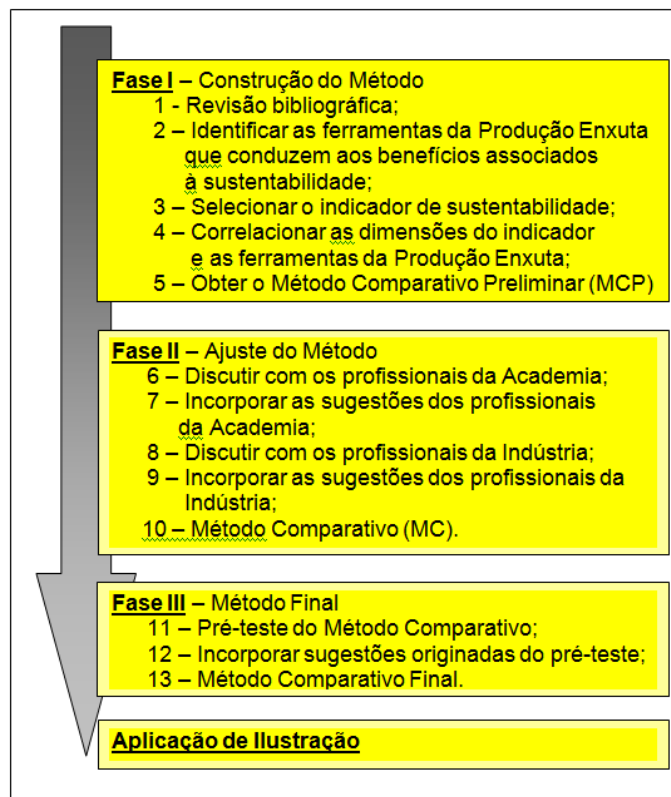 Fase I – Construção do Método
1 - Revisão bibliográfica;
2 – Identificar as ferramentas da Produção Enxuta
que conduzem aos benefícios associados
à sustentabilidade;
3 – Selecionar o indicador de sustentabilidade;
4 – Correlacionar as dimensões do indicador
e as ferramentas da Produção Enxuta;
5 – Obter o Método Comparativo Preliminar (MCP)
Fase II – Ajuste do Método
6 – Discutir com os profissionais da Academia;
7 – Incorporar as sugestões dos profissionais
da Academia;
8 – Discutir com os profissionais da Indústria;
9 – Incorporar as sugestões dos profissionais da
Indústria;
10 – Método Comparativo (MC).
Fase III – Método Final
11 – Pré-teste do Método Comparativo;
12 – Incorporar sugestões originadas do pré-teste;
13 – Método Comparativo Final.
Aplicação de Ilustração